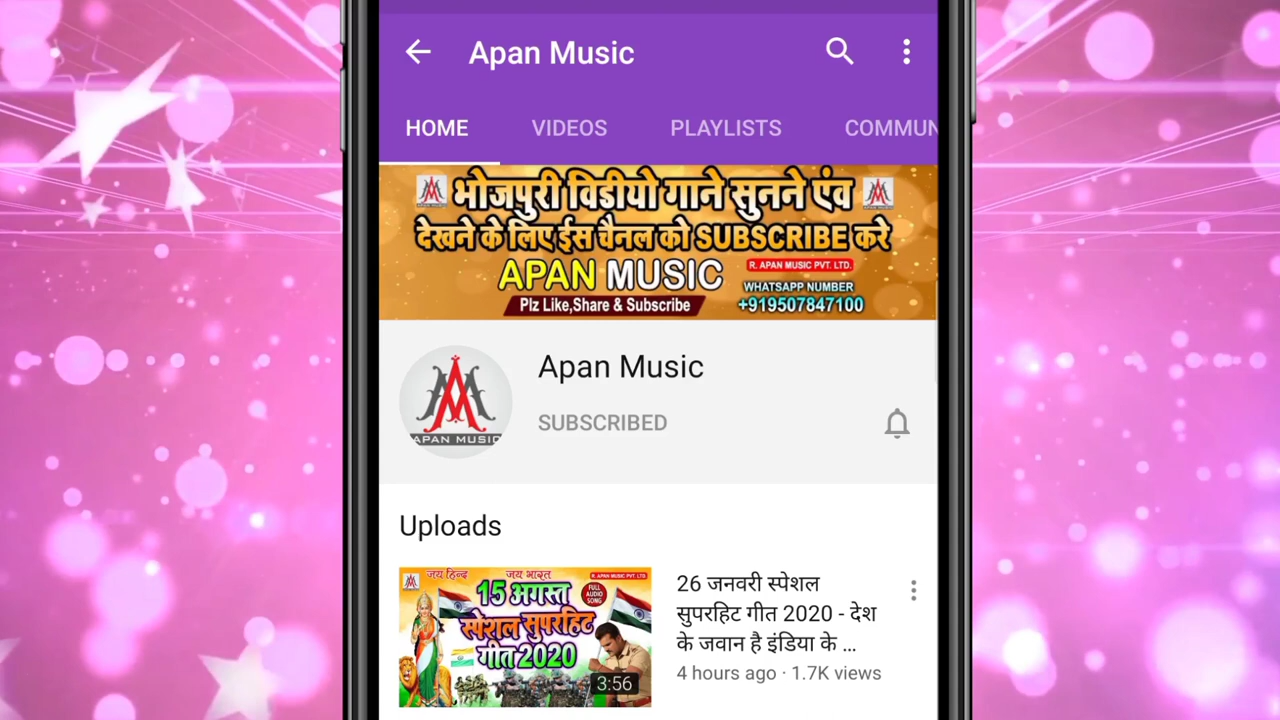 Apan Music
HOME VIDEOS PLAYLISTS COMMUN
भोजपुरी विडीयो गाने सुनने एंव
देखने के लिए ईस चैनल को SUBSCRIBE करे
APAN MUSIC
R. APAN MUSIC PVT. LTD.
WHATSAPP NUMBER
Plz Like,Share & Subscribe
+919507847100
Apan Music
SUBSCRIBED
APAN MUSIC
Uploads
जय हिन्द जय भारत
R. APAN MUSIC PVT. LTD
15 अगस्त
FULL AUDIO SONG
स्पेशल सुपरहिट
गीत 2020
3:56
26 जनवरी स्पेशल
सुपरहिट गीत 2020 - देश
के जवान है इंडिया के ...
4 hours ago · 1.7K views